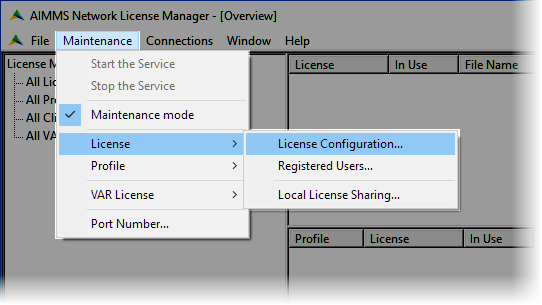 AIMMS Network License Manager - [Overview]
File Maintenance Connections Window Help
License M
All Lic
All Pro
All Clie
All VA
Start the Service
Stop the Service
Maintenance mode
License
Profile
VAR License
Port Number...
License Configuration...
Registered Users...
Local License Sharing...
License In Use File Name
Profile License In Use